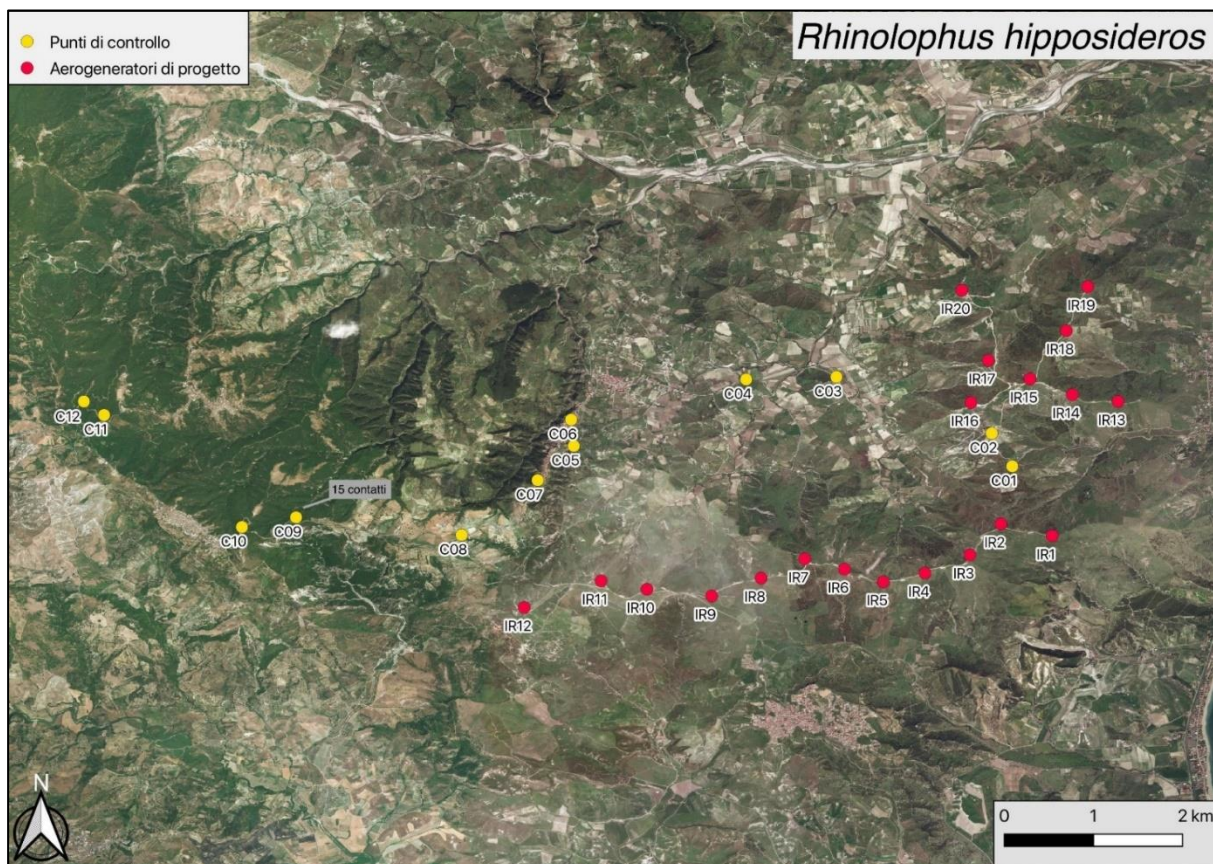 Rhinolophus hipposideros
Punti di controllo
Aerogeneratori di progetto
IR19
IR20
IR18
IR17
IR15
C04
C03
IR14
IR13
C12
C11
IR16
C06
C02
C05
C01
C07
15 contatti
C10
C09
C08
IR2
IR1
IR3
IR7
IR6
IR4
IR5
IR8
IR11
IR10
IR9
IR12
N
0 1 2 km